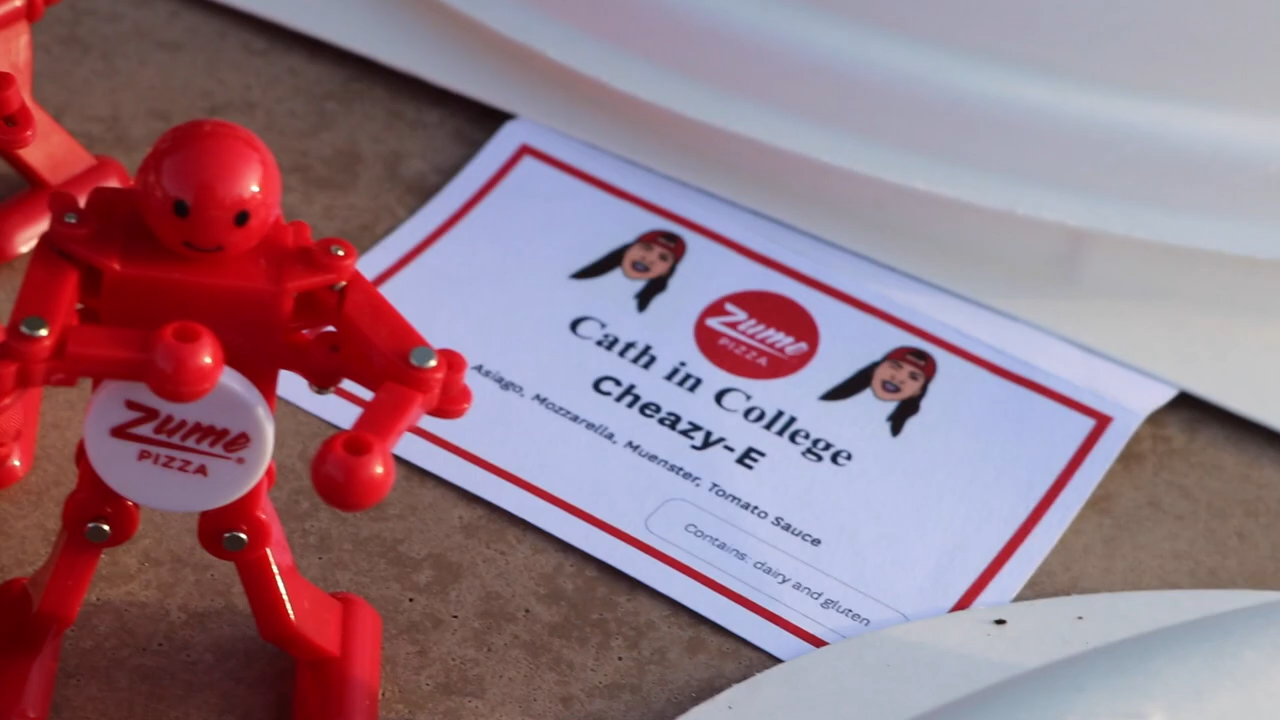 Zume
PIZZA
Cath in College
Cheazy-E
Asiago, Mozzarella, Muenster, Tomato Sauce
Contains: dairy and gluten
Zume
PIZZA